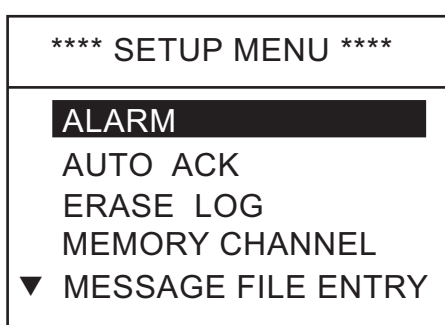 **** SETUP MENU ****
ALARM
AUTO ACK
ERASE LOG
MEMORY CHANNEL
▼ MESSAGE FILE ENTRY